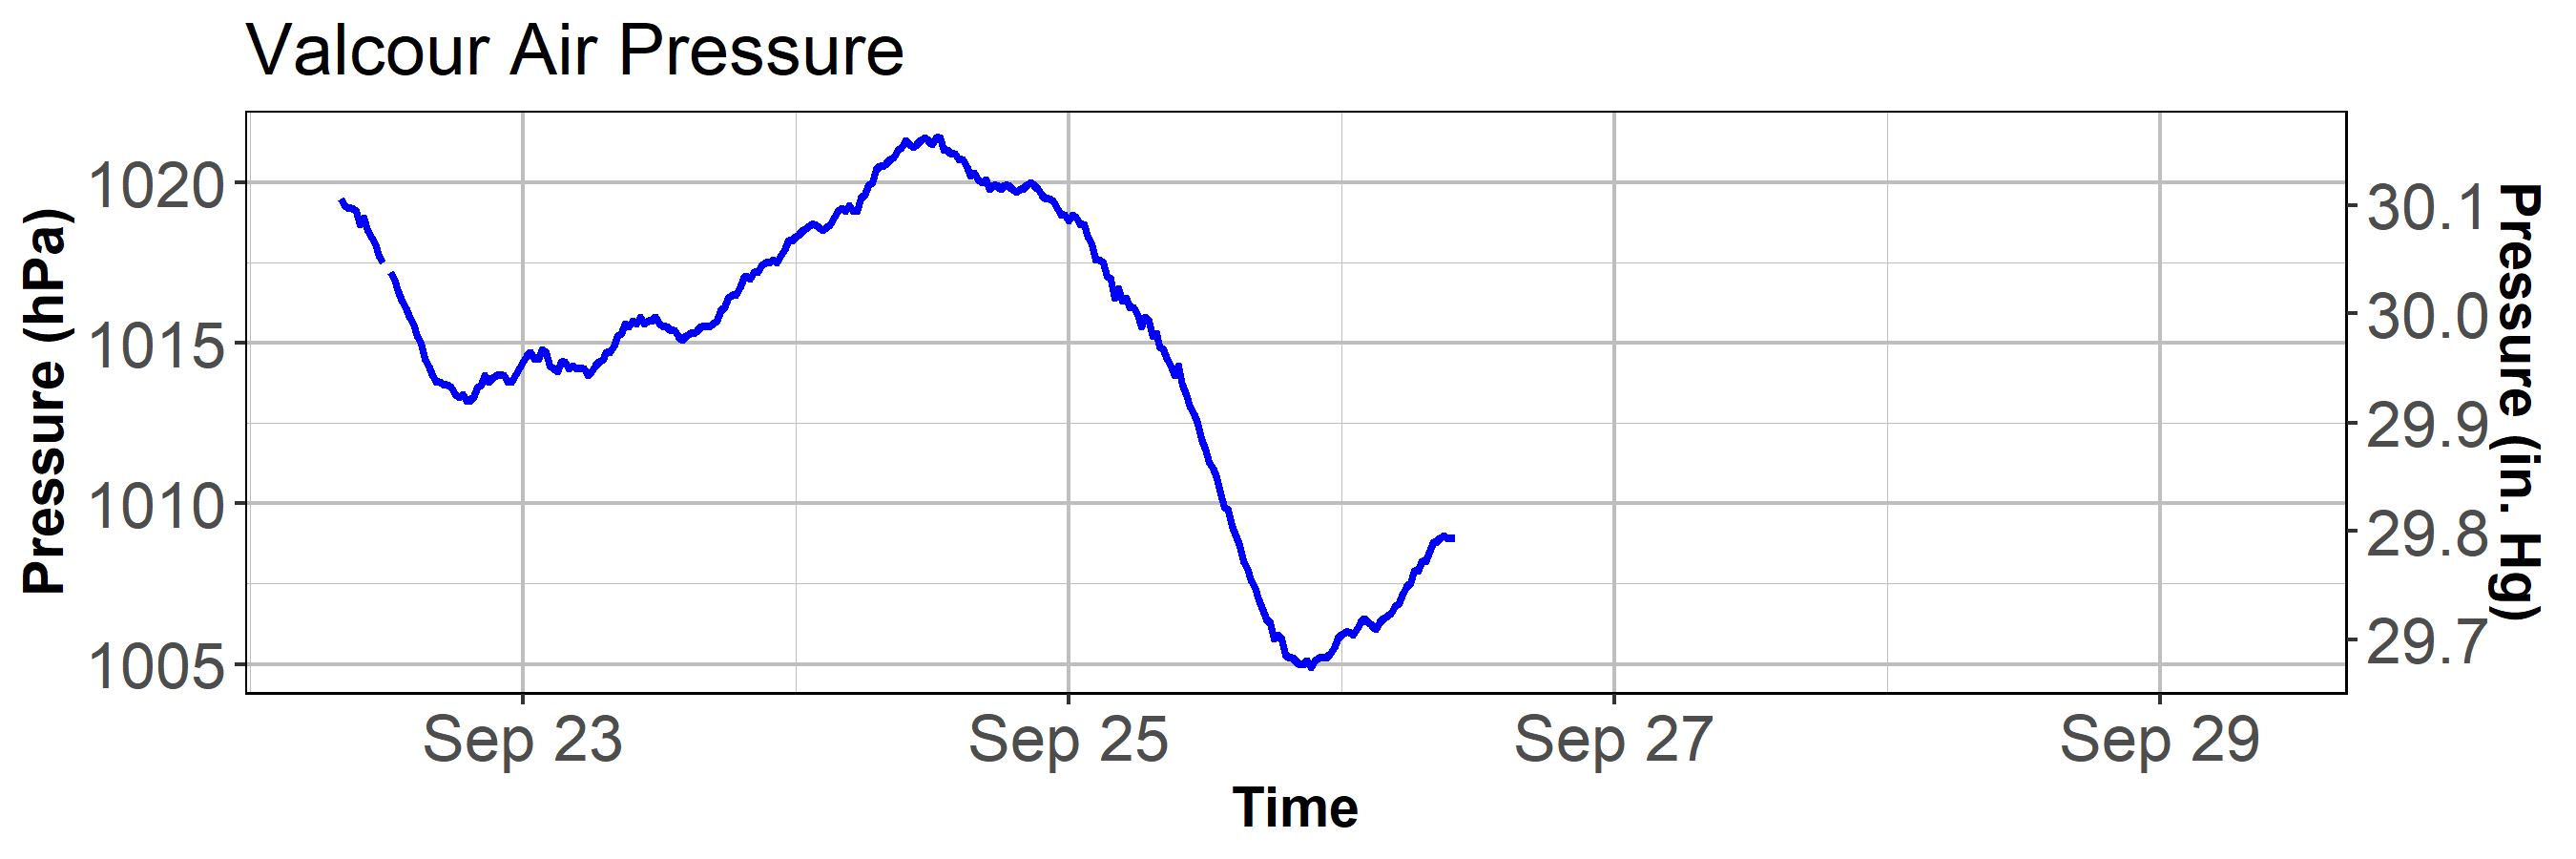 Valcour Air Pressure
Pressure (hPa)
1020
1015
1010
1005
30.1
30.0
29.9
29.8
29.7
Pressure (in. Hg)
Sep 23
Sep 25
Sep 27
Sep 29
Time